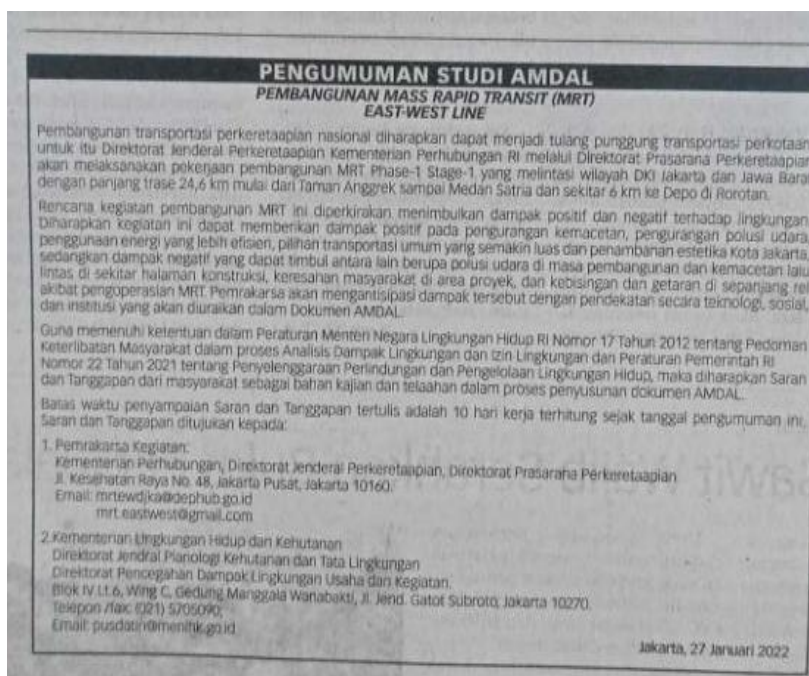 PENGUMUMAN STUDI AMDAL
PEMBANGUNAN MASS RAPID TRANSIT (MRT)
EAST-WEST LINE
Pembangunan transportasi perkeretaapian nasional diharapkan dapat menjadi tulang punggung transportasi perkotaan
untuk itu Direktorat Jenderal Perkeretaapian Kementerian Perhubungan RI melalui Direktorat Prasarana Perkeretaapian
akan melaksanakan pekerjaan pembangunan MRT Phase-1 Stage-1 yang melintasi wilayah DKI Jakarta dan Jawa Barat
dengan panjang trase 24,6 km mulai dari Taman Anggrek sampai Medan Satria dan sekitar 6 km ke Depo di Rorotan.
Rencana kegiatan pembangunan MRT ini diperkirakan menimbulkan dampak positif dan negatif terhadap lingkungan.
Diharapkan kegiatan ini dapat memberikan dampak positif pada pengurangan kemacetan, pengurangan polusi udara,
penggunaan energi yang lebih efisien, pilihan transportasi umum yang semakin luas dan penambanan estetika Kota Jakarta,
sedangkan dampak negatif yang dapat timbul antara lain berupa polusi udara di masa pembangunan dan kemacetan lalu
lintas di sekitar halaman konstruksi, keresahan masyarakat di area proyek, dan kebisingan dan getaran di sepanjang rel
akibat pengoperasian MRT. Pemrakarsa akan mengantisipasi dampak tersebut dengan pendekatan secara teknologi, sosial,
dan institusi yang akan diuraikan dalam Dokumen AMDAL.
Guna memenuhi ketentuan dalam Peraturan Menteri Negara Lingkungan Hidup RI Nomor 17 Tahun 2012 tentang Pedoman
Keterlibatan Masyarakat dalam proses Analisis Dampak Lingkungan dan Izin Lingkungan dan Peraturan Pemerintah RI
Nomor 22 Tahun 2021 tentang Penyelenggaraan Perlindungan dan Pengelolaan Lingkungan Hidup, maka diharapkan Saran
dan Tanggapan dari masyarakat sebagai bahan kajian dan telaahan dalam proses penyusunan dokumen AMDAL.
Batas waktu penyampaian Saran dan Tanggapan tertulis adalah 10 hari kerja terhitung sejak tanggal pengumuman ini,
Saran dan Tanggapan ditujukan kepada:
1. Pemrakarsa Kegiatan:
Kementerian Perhubungan, Direktorat Jenderal Perkeretaapian, Direktorat Prasarana Perkeretaapian
Jl. Kesehatan Raya No. 48, Jakarta Pusat, Jakarta 10160.
Email: mrtewdjka@dephub.go.id
mrt.eastwest@gmail.com
2. Kementerian Lingkungan Hidup dan Kehutanan
Direktorat Jendral Planologi Kehutanan dan Tata Lingkungan
Direktorat Pencegahan Dampak Lingkungan Usaha dan Kegiatan.
Blok IV Lt.6, Wing C, Gedung Manggala Wanabakti, Jl. Jend. Gatot Subroto, Jakarta 10270.
Telepon /fax: (021) 5705090,
Email: pusdatin@menlhk.go.id
Jakarta, 27 Januari 2022